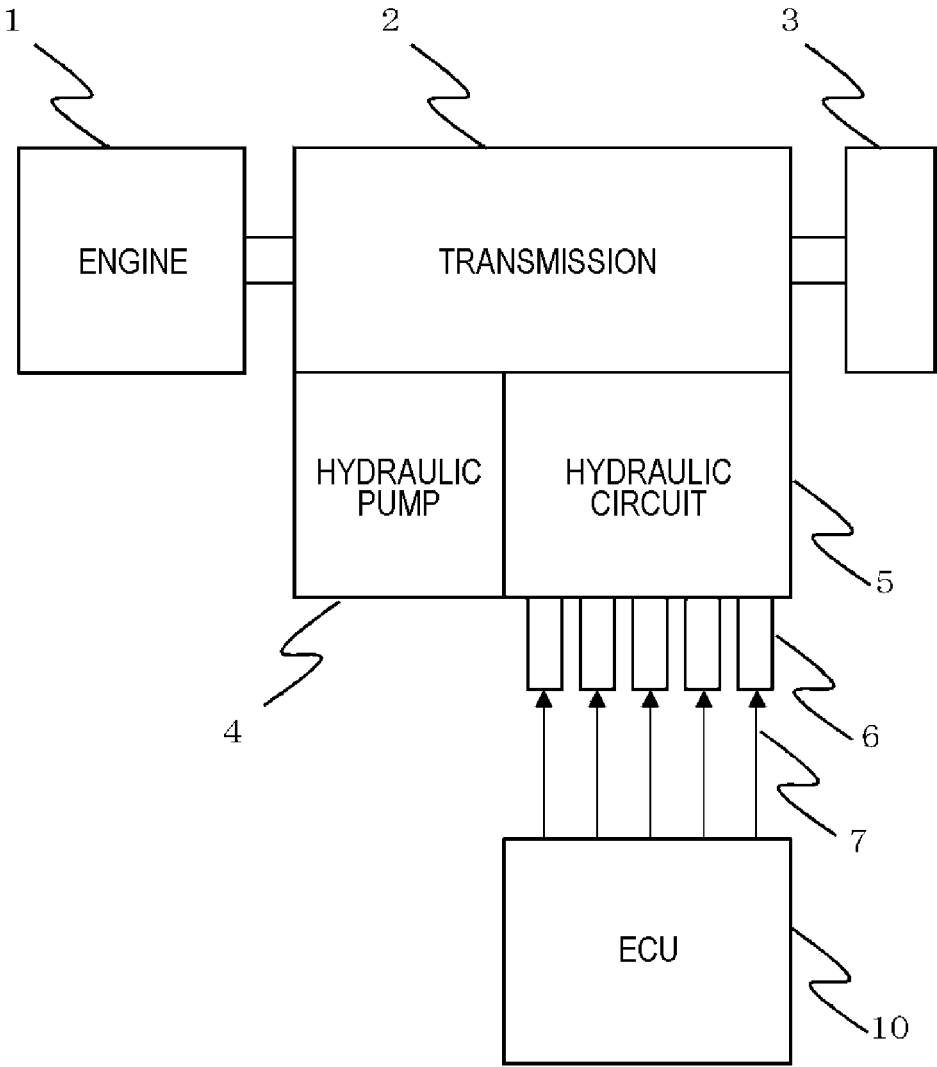 1
2
3
ENGINE
TRANSMISSION
HYDRAULIC
PUMP
HYDRAULIC
CIRCUIT
5
4
6
7
ECU
10